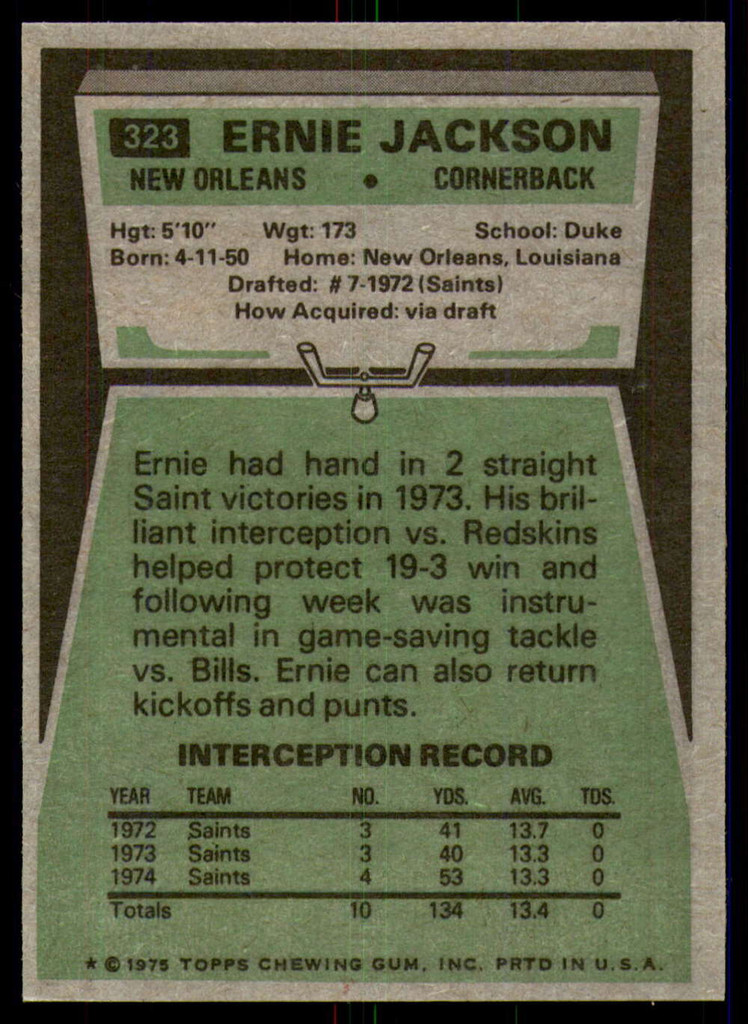 323 ERNIE JACKSON
NEW ORLEANS • CORNERBACK
Hgt: 5'10" Wgt: 173 School: Duke
Born: 4-11-50 Home: New Orleans, Louisiana
Drafted: #7-1972 (Saints)
How Acquired: via draft
Ernie had hand in 2 straight
Saint victories in 1973. His bril-
liant interception vs. Redskins
helped protect 19-3 win and
following week was instru-
mental in game-saving tackle
vs. Bills. Ernie can also return
kickoffs and punts.
INTERCEPTION RECORD
YEAR TEAM NO. YDS. AVG. TDS.
1972 Saints 3 41 13.7 0
1973 Saints 3 40 13.3 0
1974 Saints 4 53 13.3 0
Totals 10 134 13.4 0
* © 1975 TOPPS CHEWING GUM, INC. PRTD IN U.S.A.